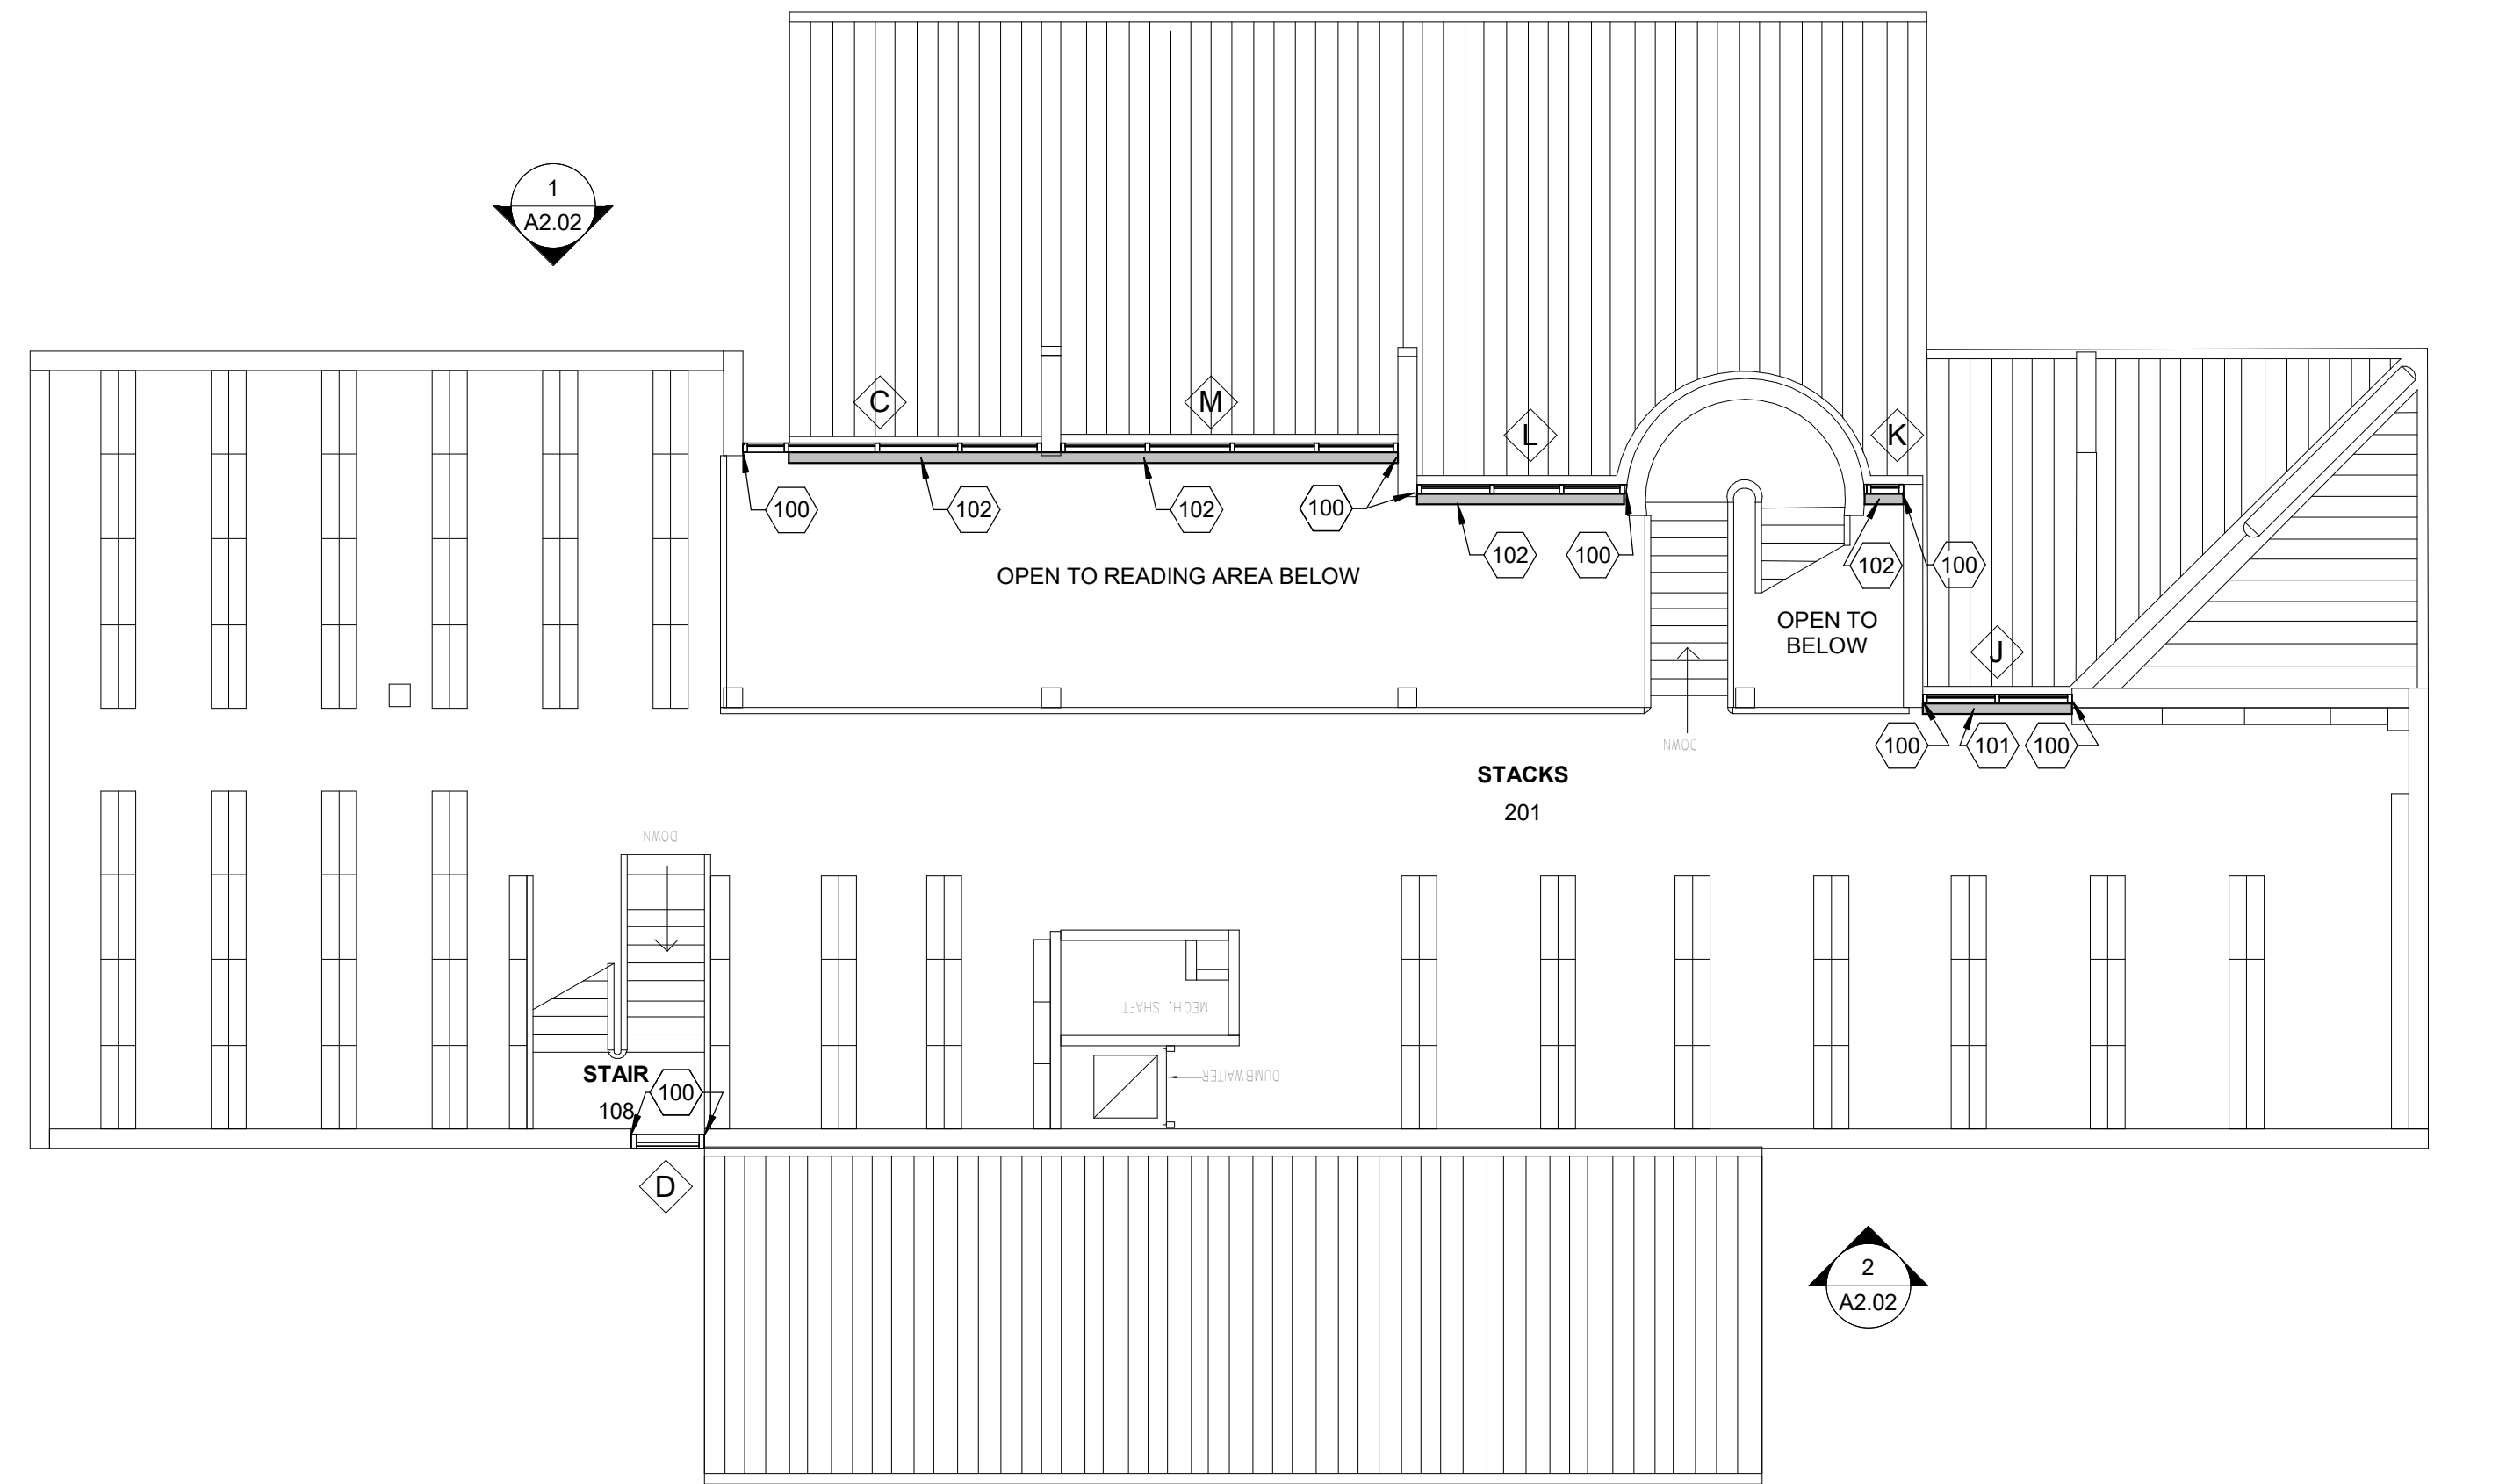 1
A2.02
C
M
L
K
100
102
102
100
102
100
102
100
OPEN TO READING AREA BELOW
OPEN TO
BELOW
J
DOWN
100
101
100
STACKS
201
DOWN
MECH. SHAFT
DUMBWAITER
STAIR
108
100
D
2
A2.02